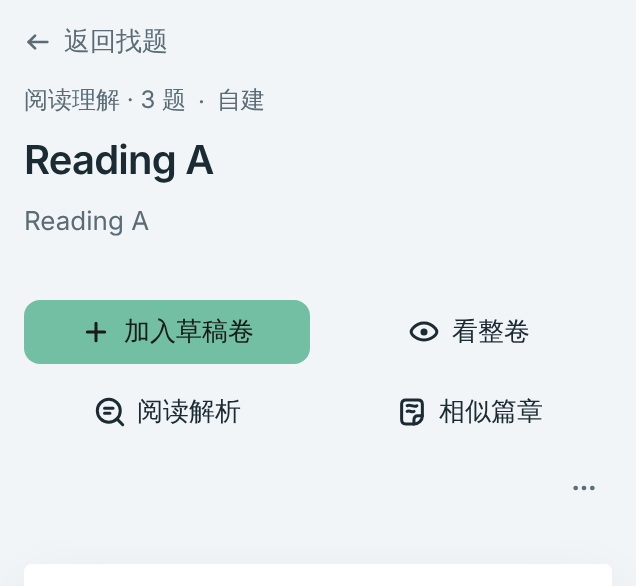 返回找题
阅读理解 · 3 题 · 自建
Reading A
Reading A
加入草稿卷
看整卷
阅读解析
相似篇章